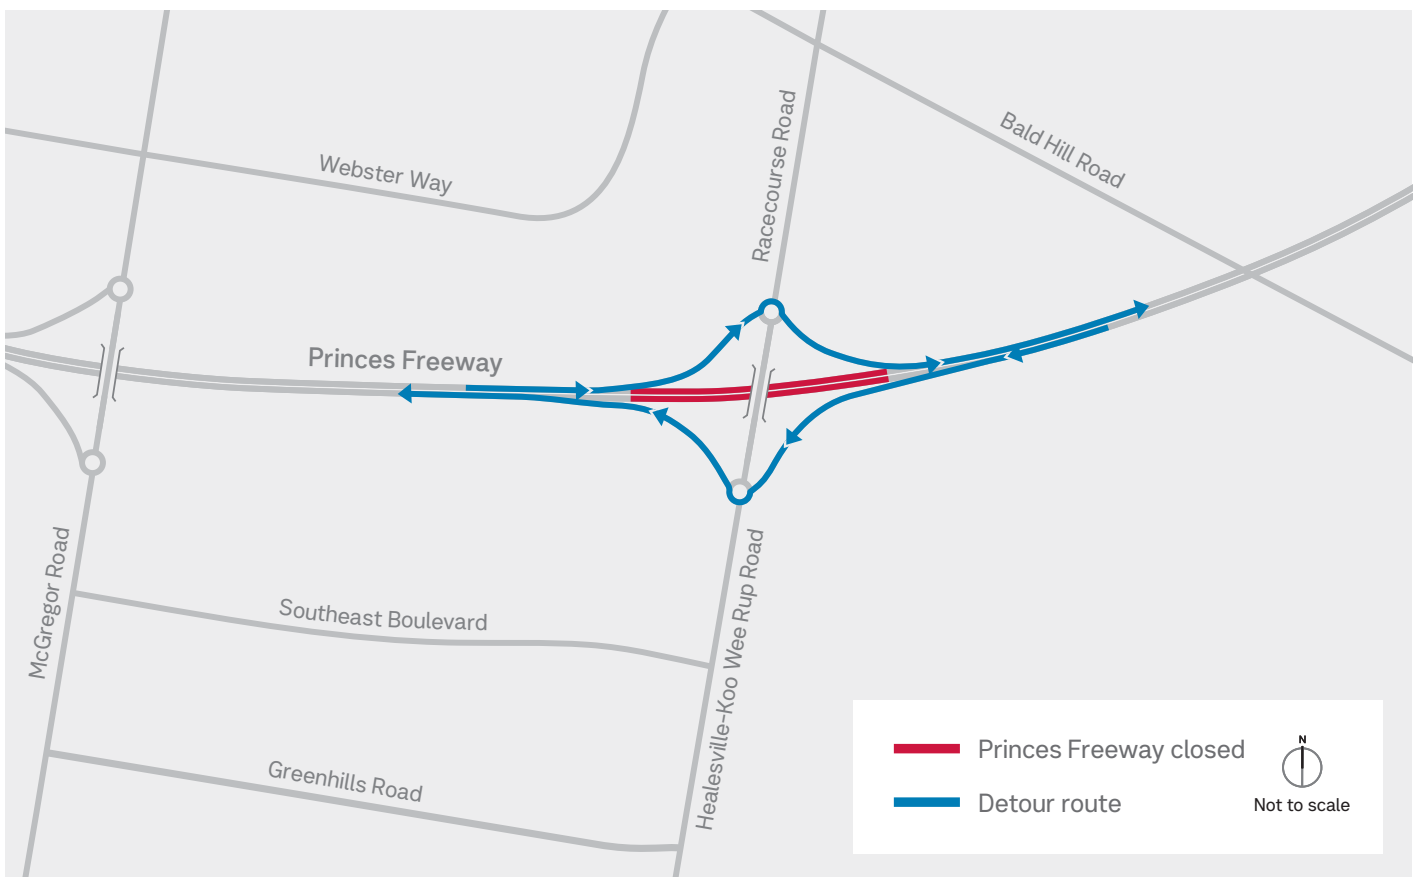 Racecourse Road
Bald Hill Road
Webster Way
Princes Freeway
McGregor Road
Southeast Boulevard
Healesville-Koo Wee Rup Road
Greenhills Road
Princes Freeway closed
Detour route
N
Not to scale